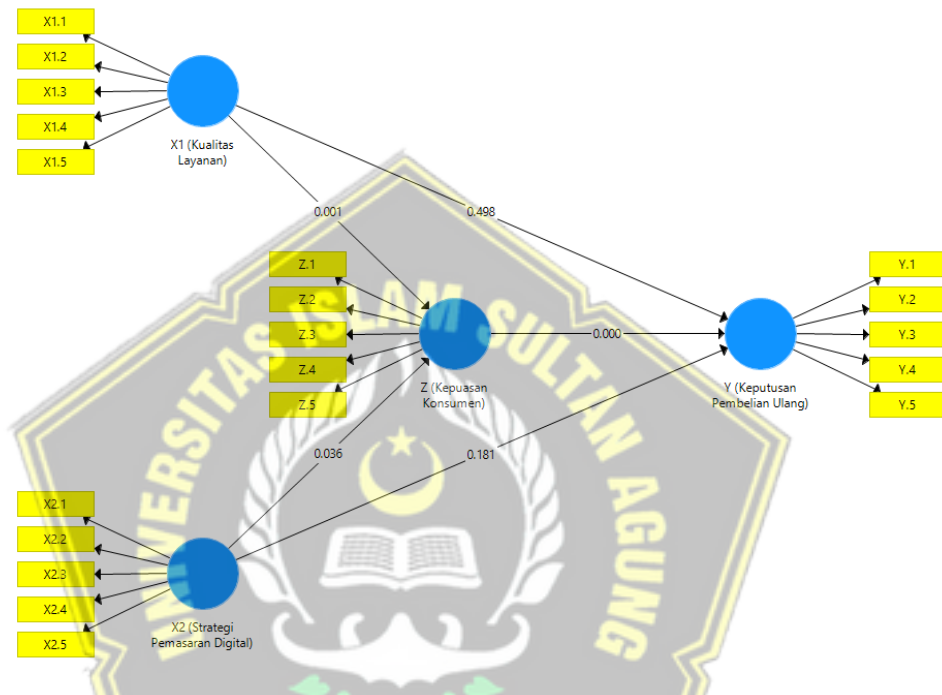 X1.1
X1.2
X1.3
X1.4
X1.5
X1 (Kualitas
Layanan)
0.001
0.498
Z.1
Z.2
Z.3
Z.4
Z.5
Z (Kepuasan
Konsumen)
0.000
Y.1
Y.2
Y.3
Y.4
Y.5
Y (Keputusan
Pembelian Ulang)
0.036
0.181
X2.1
X2.2
X2.3
X2.4
X2.5
X2 (Strategi
Pemasaran Digital)
UNIVERSITAS ISLAM SULTAN AGUNG